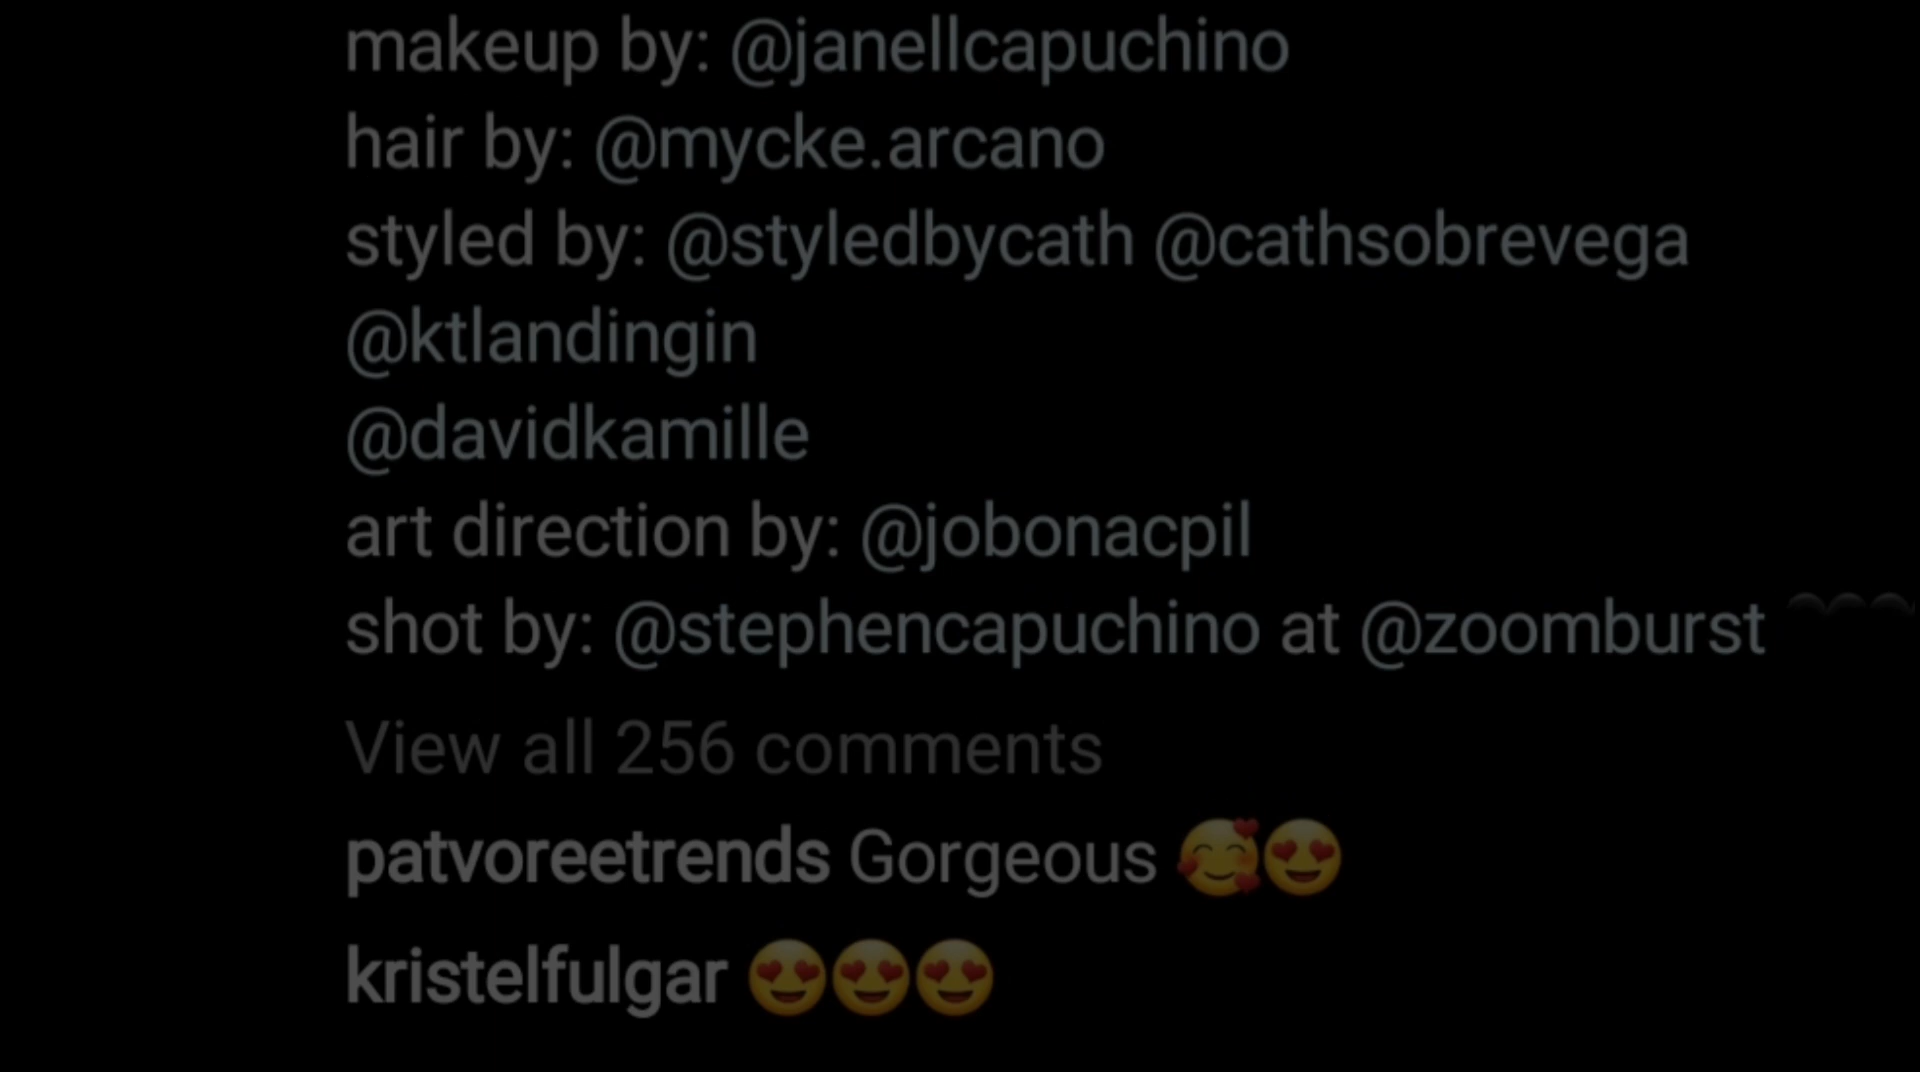 makeup by: @janellcapuchino
hair by: @mycke.arcano
styled by: @styledbycath @cathsobrevega
@ktlandingin
@davidkamille
art direction by: @jobonacpil
shot by: @stephencapuchino at @zoomburst
View all 256 comments
patvoreetrends Gorgeous 🥰😍
kristelfulgar 😍😍😍